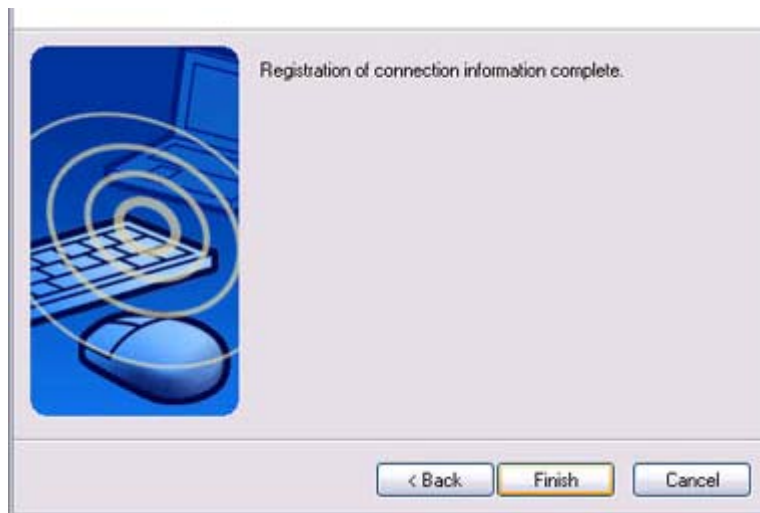 Registration of connection information complete.
< Back Finish Cancel